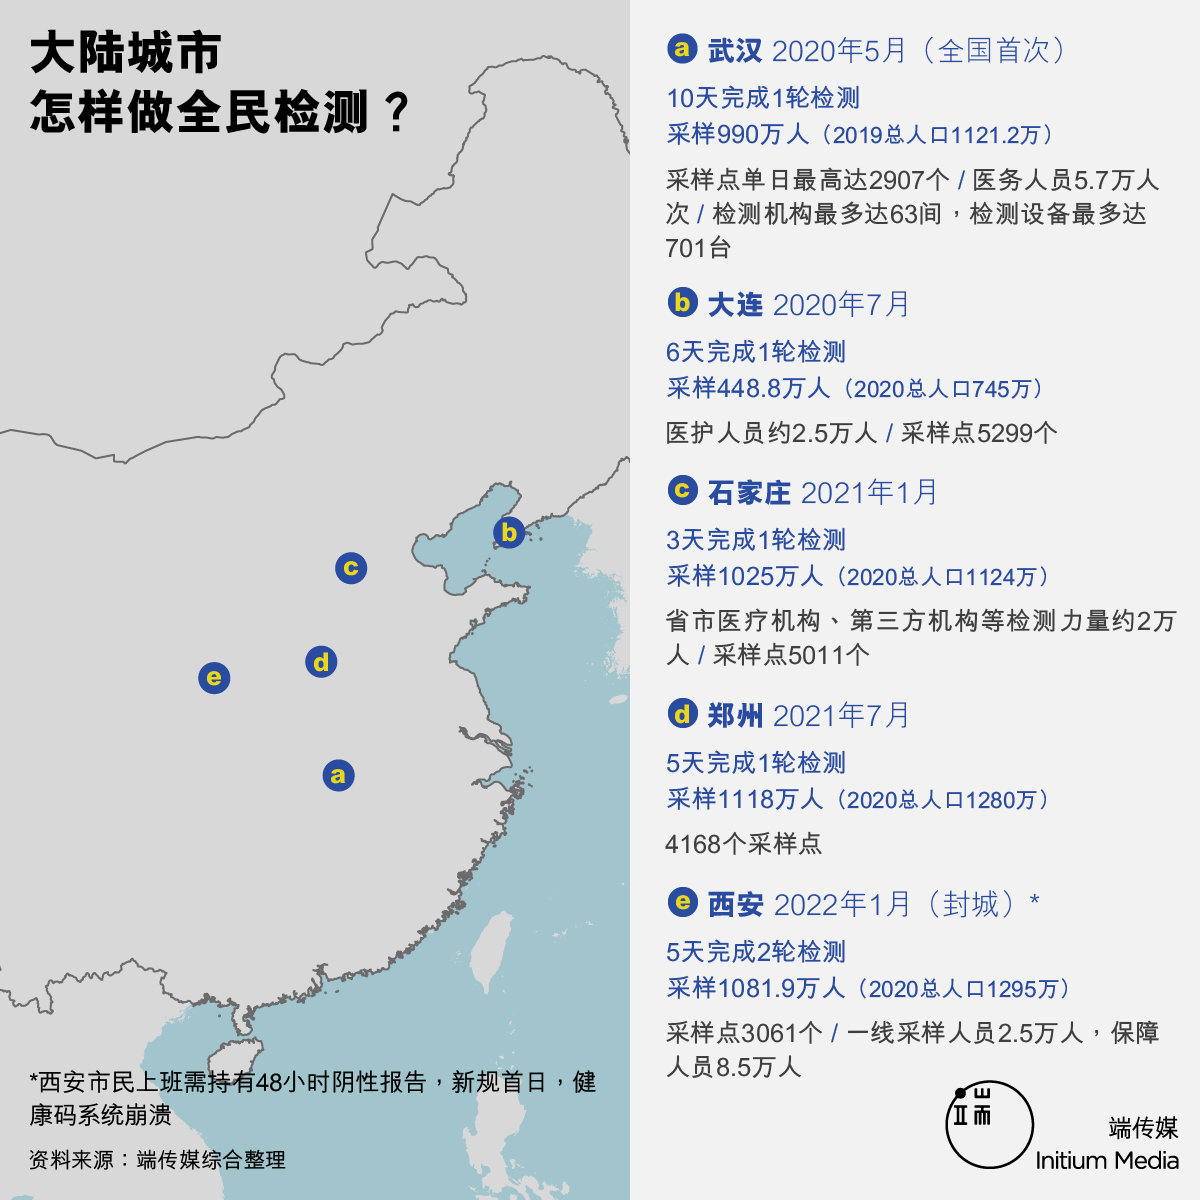 大陆城市
怎样做全民检测？
a 武汉 2020年5月（全国首次）
10天完成1轮检测
采样990万人（2019总人口1121.2万）
采样点单日最高达2907个 / 医务人员5.7万人
次 / 检测机构最多达63间，检测设备最多达
701台
b 大连 2020年7月
6天完成1轮检测
采样448.8万人（2020总人口745万）
医护人员约2.5万人 / 采样点5299个
c 石家庄 2021年1月
3天完成1轮检测
采样1025万人（2020总人口1124万）
省市医疗机构、第三方机构等检测力量约2万
人 / 采样点5011个
d 郑州 2021年7月
5天完成1轮检测
采样1118万人（2020总人口1280万）
4168个采样点
e 西安 2022年1月（封城）*
5天完成2轮检测
采样1081.9万人（2020总人口1295万）
采样点3061个 / 一线采样人员2.5万人，保障
人员8.5万人
b
c
d
e
a
*西安市民上班需持有48小时阴性报告，新规首日，健
康码系统崩溃
资料来源：端传媒综合整理
端
端传媒
Initium Media